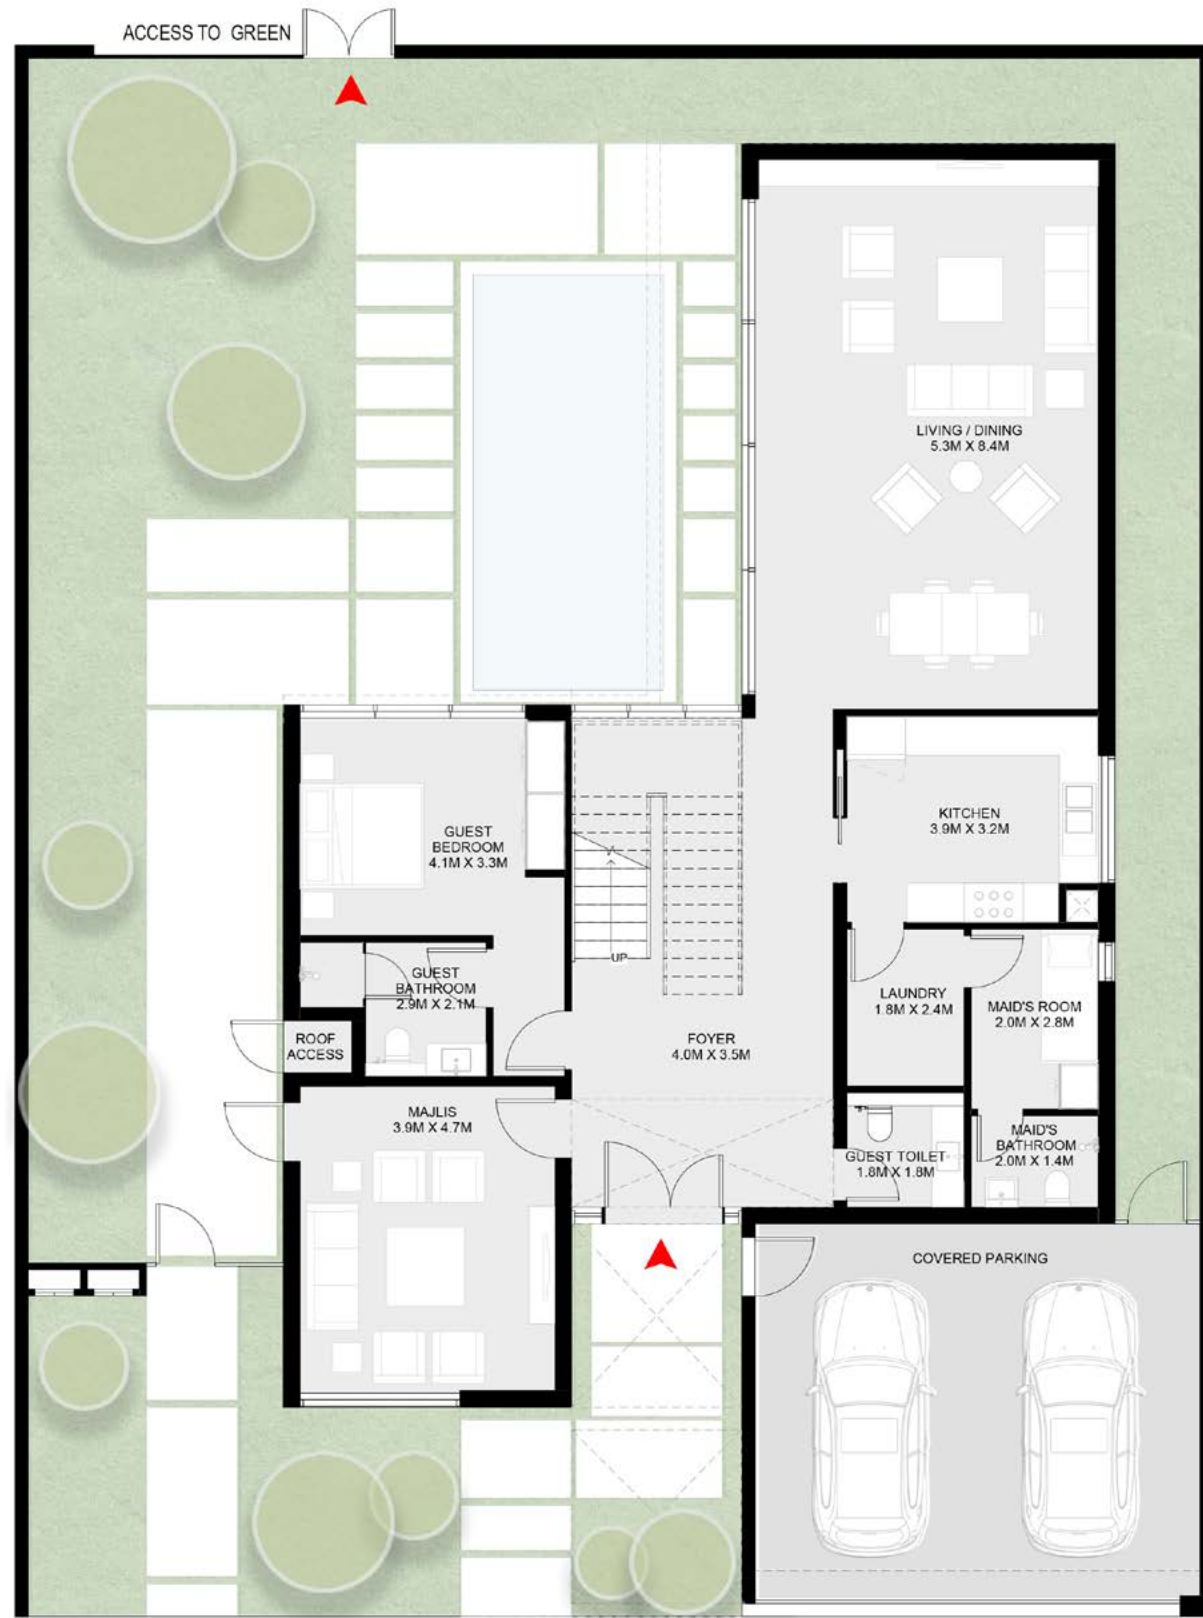 ACCESS TO GREEN
LIVING / DINING
5.3M X 8.4M
KITCHEN
3.9M X 3.2M
GUEST
BEDROOM
4.1M X 3.3M
UP
GUEST
BATHROOM
2.9M X 2.1M
LAUNDRY
1.8M X 2.4M
MAID'S ROOM
2.0M X 2.8M
ROOF
ACCESS
FOYER
4.0M X 3.5M
MAJLIS
3.9M X 4.7M
GUEST TOILET
1.8M X 1.8M
MAID'S
BATHROOM
2.0M X 1.4M
COVERED PARKING